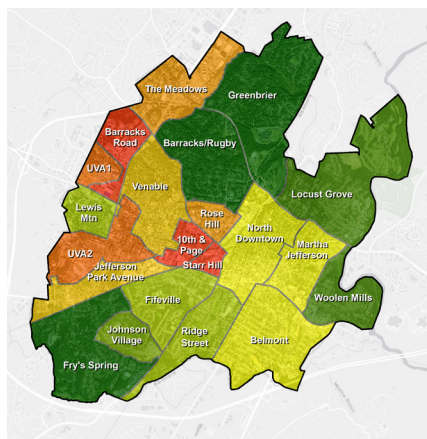 The Meadows
Greenbrier
Barracks
Road
Barracks/Rugby
UVA1
Venable
Locust Grove
Lewis
Mtn
Rose
Hill
North
Downtown
10th &
Page
Martha
Jefferson
UVA2
Starr Hill
Jefferson
Park Avenue
Fifeville
Woolen Mills
Johnson
Village
Ridge
Street
Belmont
Fry's Spring